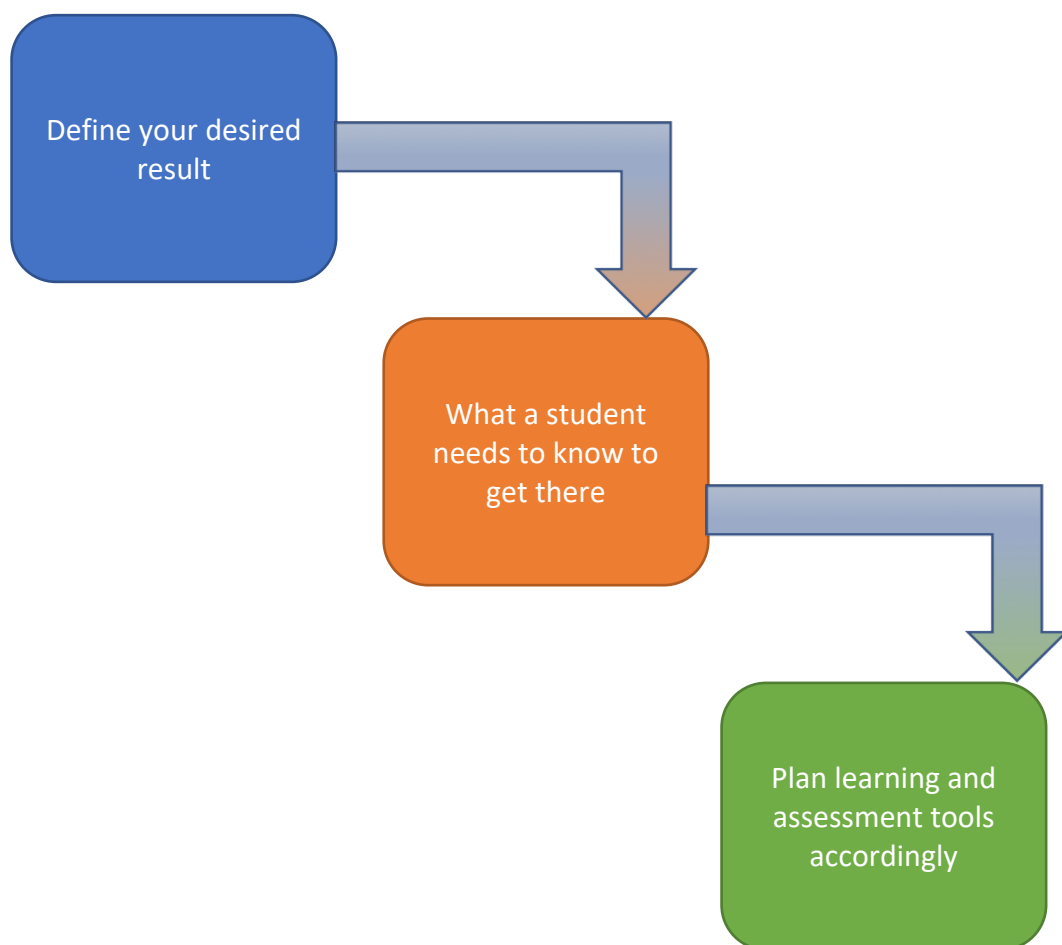 Define your desired
result
What a student
needs to know to
get there
Plan learning and
assessment tools
accordingly